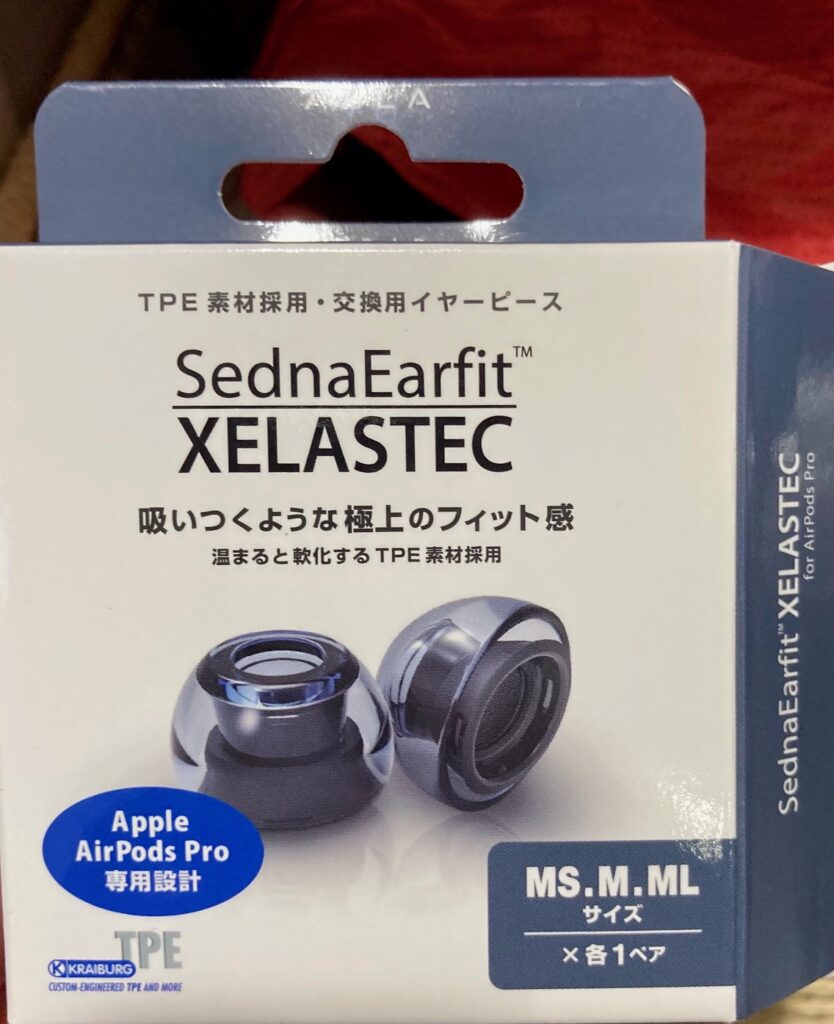 TPE 素材採用・交換用イヤーピース
SednaEarfit™
XELASTEC
吸いつくような極上のフィット感
温まると軟化するTPE素材採用
Apple
AirPods Pro
専用設計
TPE
KRAIBURG
CUSTOM-ENGINEERED TPE AND MORE
MS.M.ML
サイズ
×各1ペア
SednaEarfit™ XELASTEC
for AirPods Pro